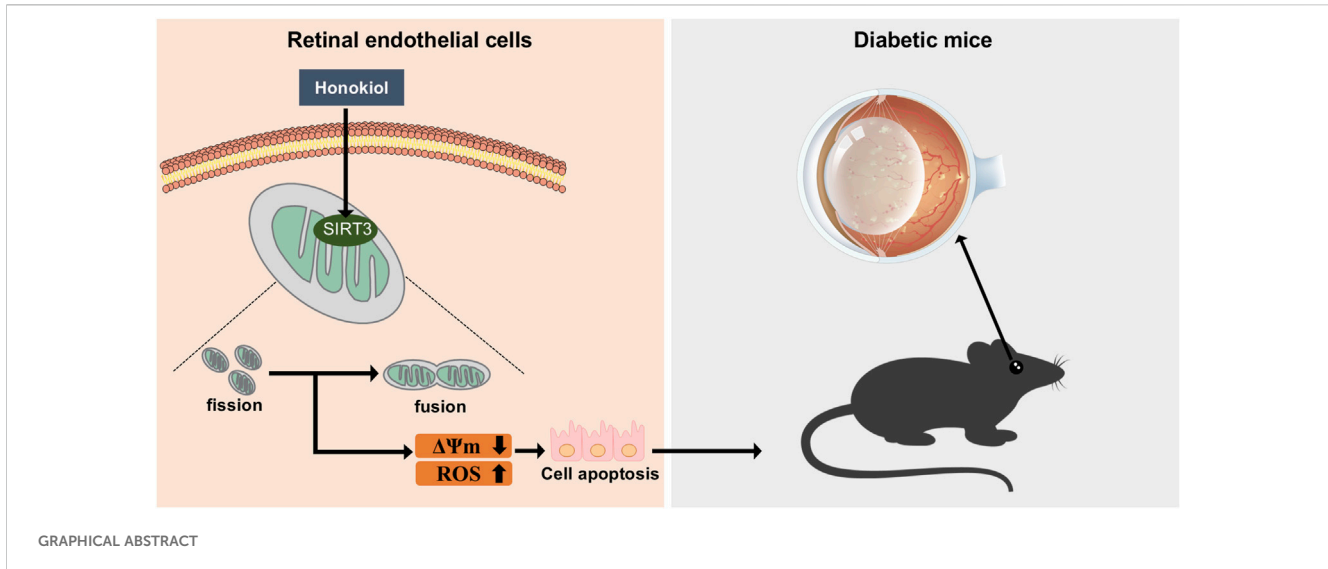 Retinal endothelial cells
Diabetic mice
Honokiol
SIRT3
fission
fusion
ΔΨm
ROS
Cell apoptosis
GRAPHICAL ABSTRACT